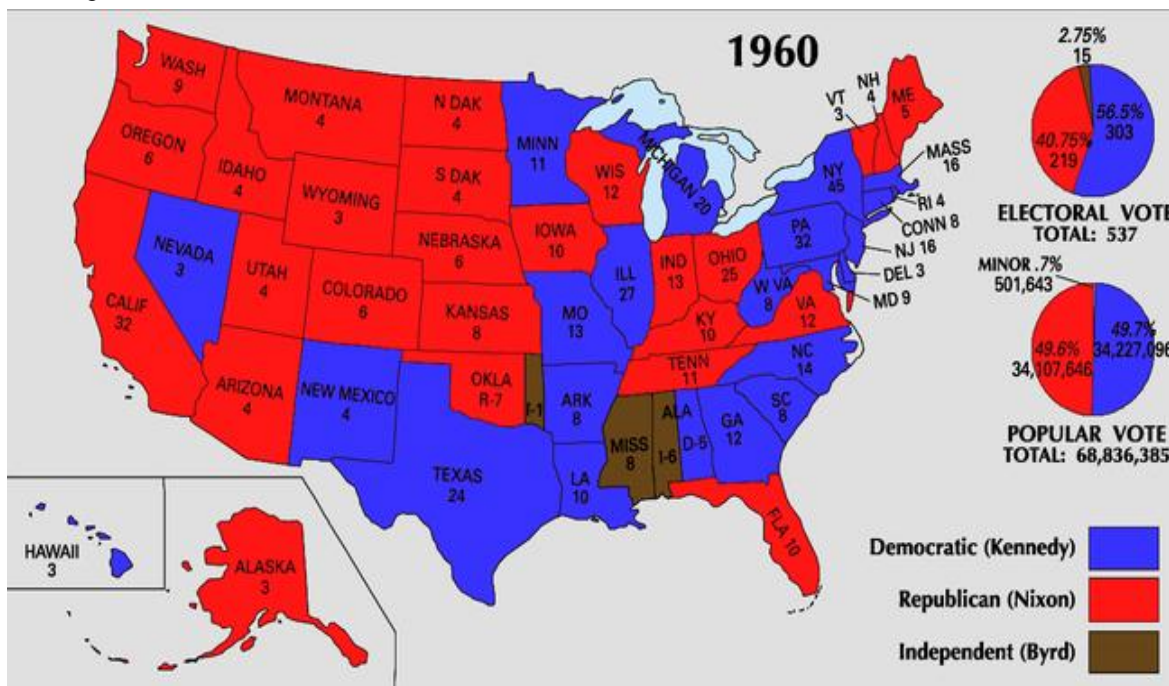 1960
WASH
9
OREGON
6
CALIF
32
NEVADA
3
IDAHO
4
MONTANA
4
WYOMING
3
UTAH
4
ARIZONA
4
COLORADO
6
NEW MEXICO
4
N DAK
4
S DAK
4
NEBRASKA
6
KANSAS
8
OKLA
R-7
I-1
TEXAS
24
MINN
11
IOWA
10
MO
13
ARK
8
LA
10
WIS
12
ILL
27
MICHIGAN 20
IND
13
OHIO
25
KY
10
TENN
11
MISS
8
ALA
I-6
D-5
GA
12
FLA 10
SC
8
NC
14
VA
12
W VA
8
PA
32
NY
45
VT
3
NH
4
ME
5
MASS
16
RI 4
CONN 8
NJ 16
DEL 3
MD 9
HAWAII
3
ALASKA
3
2.75%
15
56.5%
303
40.75%
219
ELECTORAL VOTE
TOTAL: 537
MINOR .7%
501,643
49.7%
34,227,096
49.6%
34,107,646
POPULAR VOTE
TOTAL: 68,836,385
Democratic (Kennedy)
Republican (Nixon)
Independent (Byrd)